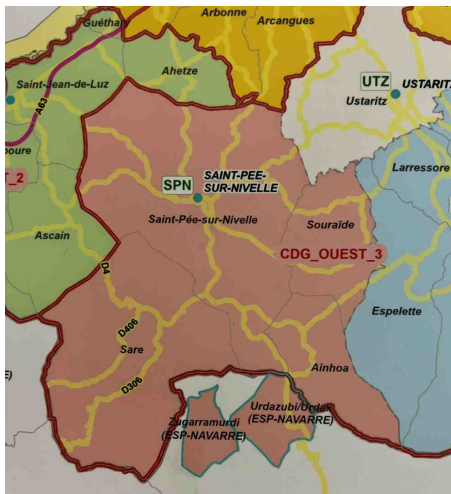 Guéthary
Arbonne
Arcangues
Saint-Jean-de-Luz
Ahetze
UTZ
USTARITZ
Ustaritz
A63
Larressore
T_2
SPN
SAINT-PEE-
SUR-NIVELLE
Saint-Pée-sur-Nivelle
Souraïde
Ascain
CDG_OUEST_3
D4
Espelette
D406
Sare
D306
Ainhoa
Zugarramurdi
(ESP-NAVARRE)
Urdazubi/Urdax
(ESP-NAVARRE)